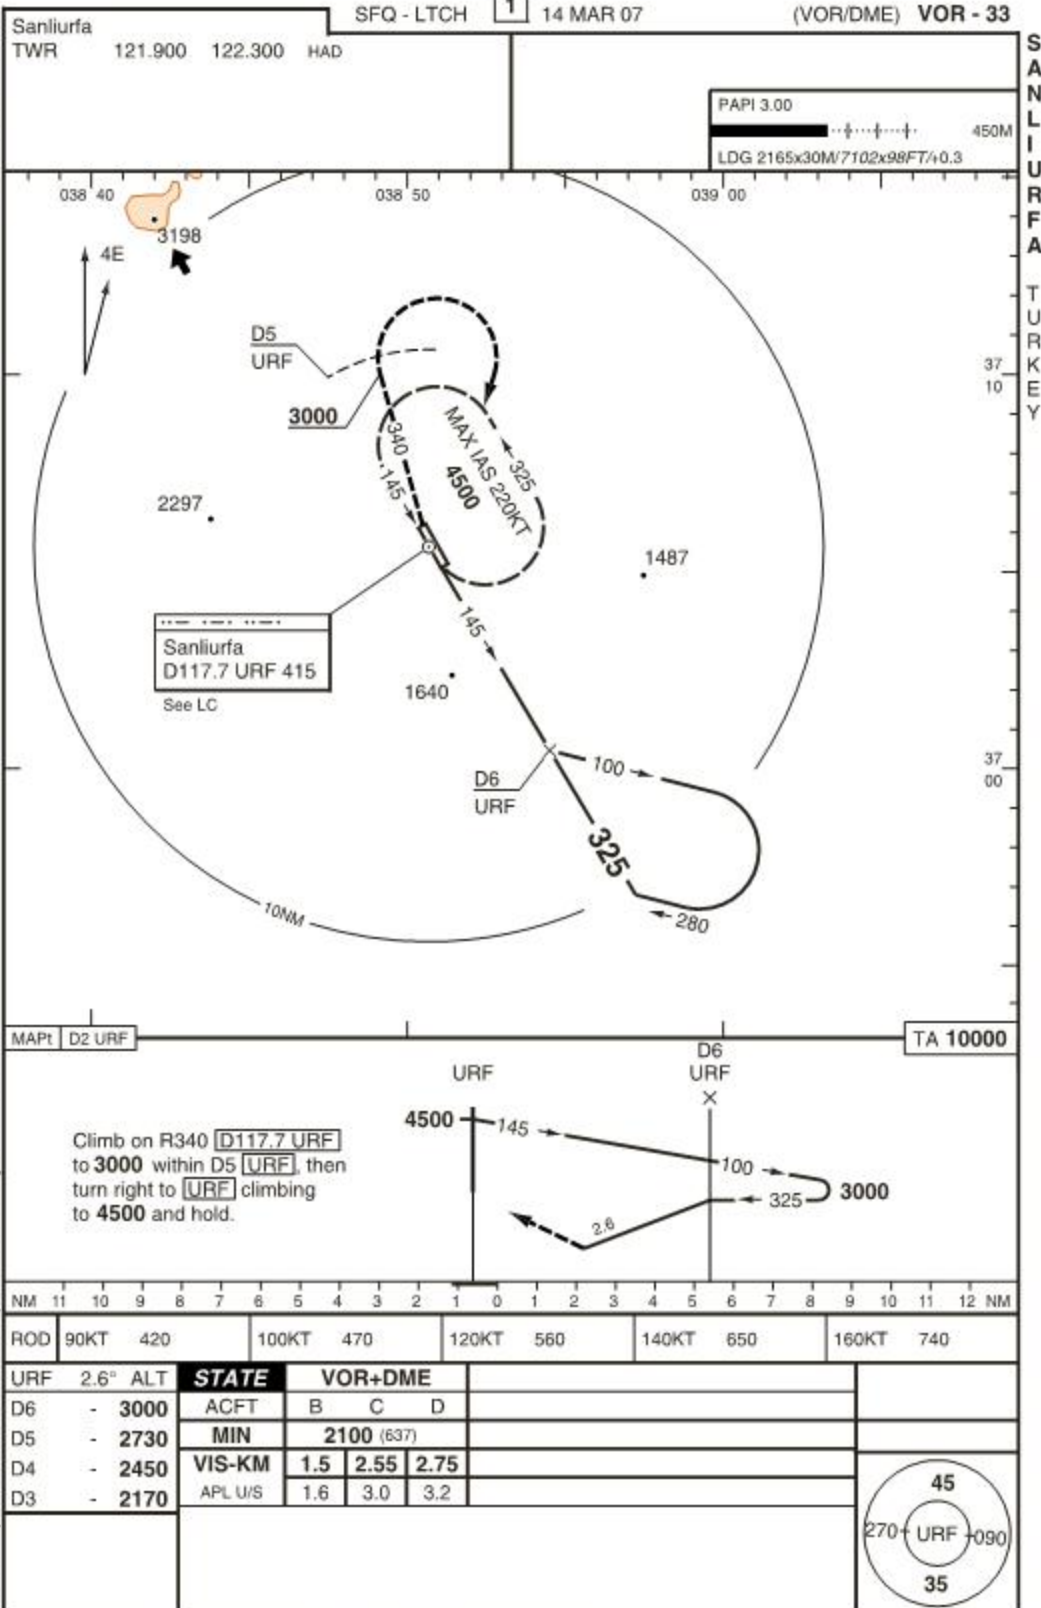 SFQ - LTCH 1 14 MAR 07 (VOR/DME) VOR - 33
Sanliurfa
TWR 121.900 122.300 HAD
SANLIURFA TURKEY
PAPI 3.00
450M
LDG 2165x30M/7102x98FT/+0.3
038 40 038 50 039 00
3198
4E
D5
URF
3000
37
10
340
MAX IAS 220KT
4500
325
145
2297
1487
Sanliurfa
D117.7 URF 415
See LC
145
1640
37
00
D6
URF
100
325
280
10NM
MAPt D2 URF
TA 10000
D6
URF URF
×
4500 145
100
325 3000
2.6
Climb on R340 D117.7 URF
to 3000 within D5 URF, then
turn right to URF climbing
to 4500 and hold.
NM 11 10 9 8 7 6 5 4 3 2 1 0 1 2 3 4 5 6 7 8 9 10 11 12 NM
ROD 90KT 420 100KT 470 120KT 560 140KT 650 160KT 740
URF 2.6° ALT STATE VOR+DME
D6 - 3000 ACFT B C D
D5 - 2730 MIN 2100 (637)
D4 - 2450 VIS-KM 1.5 2.55 2.75
D3 - 2170 APL U/S 1.6 3.0 3.2
45
270 URF 090
35